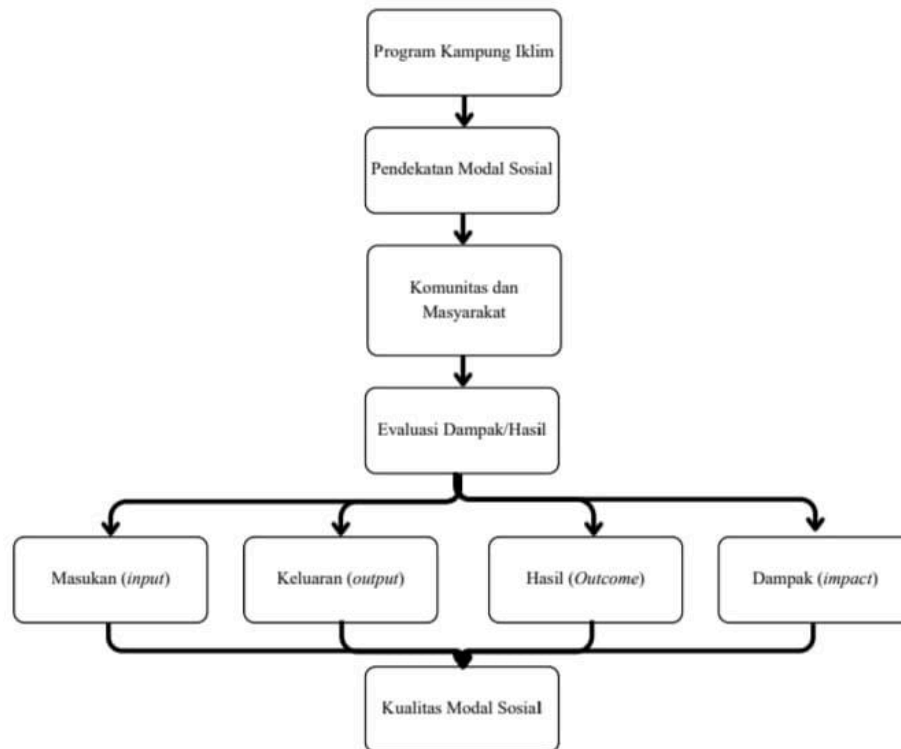 Program Kampung Iklim
Pendekatan Modal Sosial
Komunitas dan
Masyarakat
Evaluasi Dampak/Hasil
Masukan (input)
Keluaran (output)
Hasil (Outcome)
Dampak (impact)
Kualitas Modal Sosial